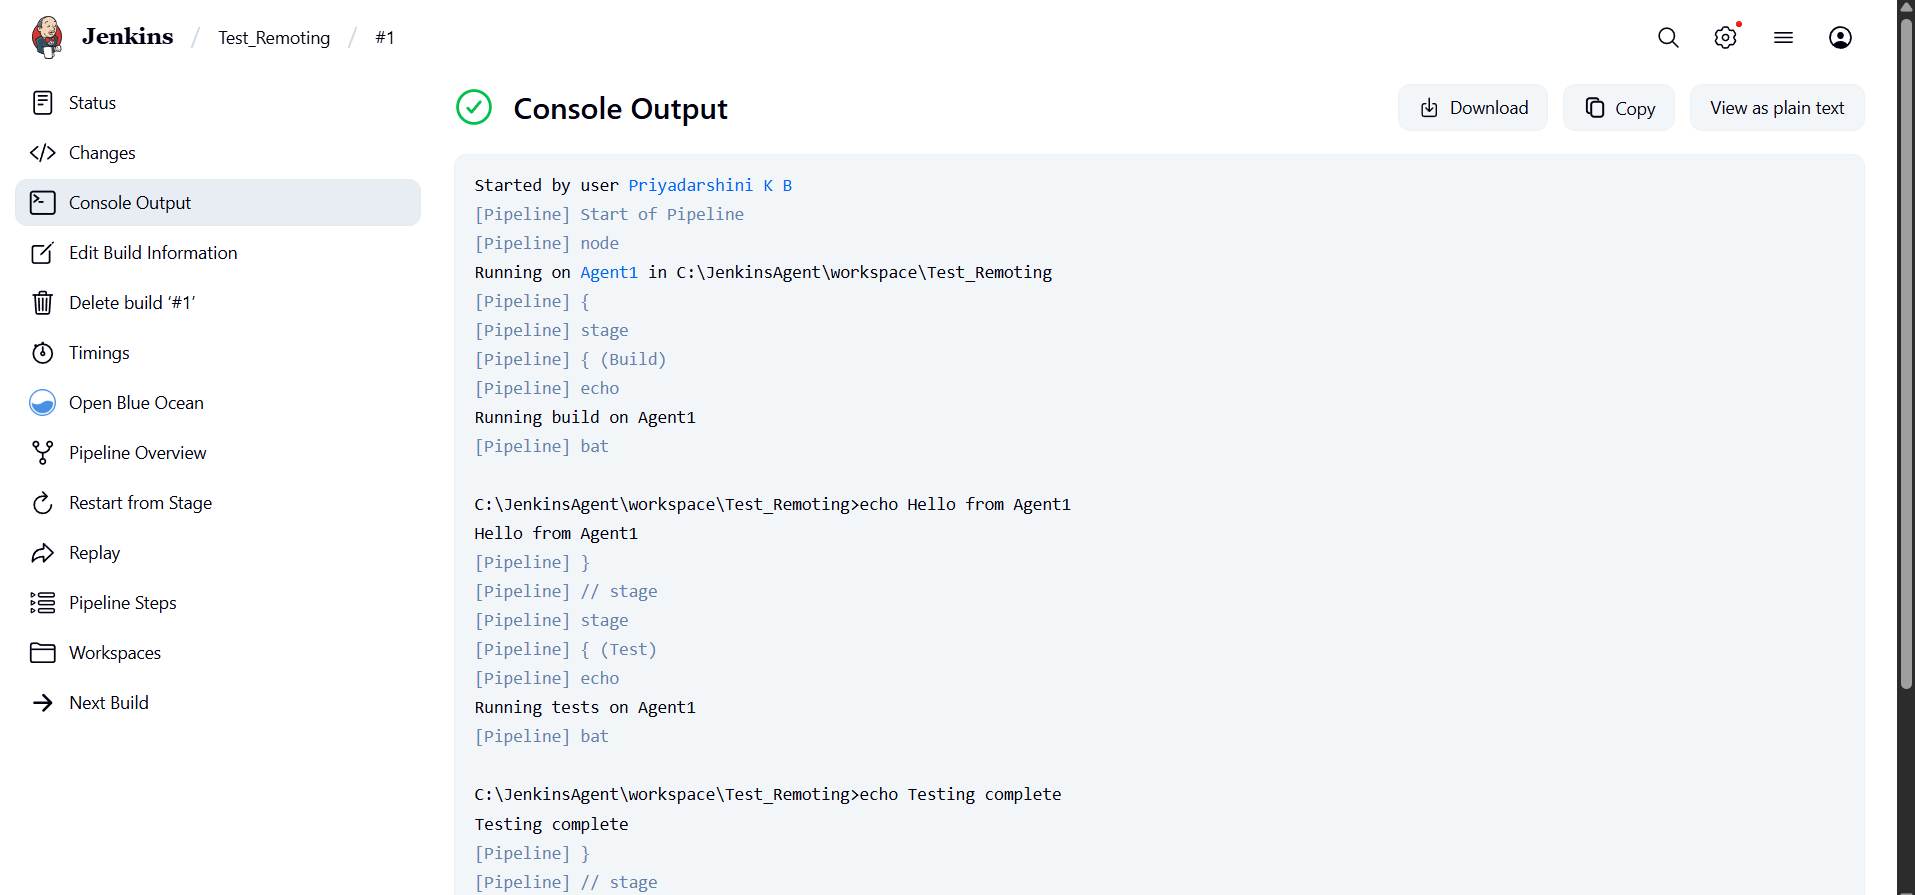 Jenkins / Test_Remoting / #1
Status
Changes
Console Output
Edit Build Information
Delete build ‘#1’
Timings
Open Blue Ocean
Pipeline Overview
Restart from Stage
Replay
Pipeline Steps
Workspaces
Next Build
Console Output
Download
Copy
View as plain text
Started by user Priyadarshini K B
[Pipeline] Start of Pipeline
[Pipeline] node
Running on Agent1 in C:\JenkinsAgent\workspace\Test_Remoting
[Pipeline] {
[Pipeline] stage
[Pipeline] { (Build)
[Pipeline] echo
Running build on Agent1
[Pipeline] bat
C:\JenkinsAgent\workspace\Test_Remoting>echo Hello from Agent1
Hello from Agent1
[Pipeline] }
[Pipeline] // stage
[Pipeline] stage
[Pipeline] { (Test)
[Pipeline] echo
Running tests on Agent1
[Pipeline] bat
C:\JenkinsAgent\workspace\Test_Remoting>echo Testing complete
Testing complete
[Pipeline] }
[Pipeline] // stage